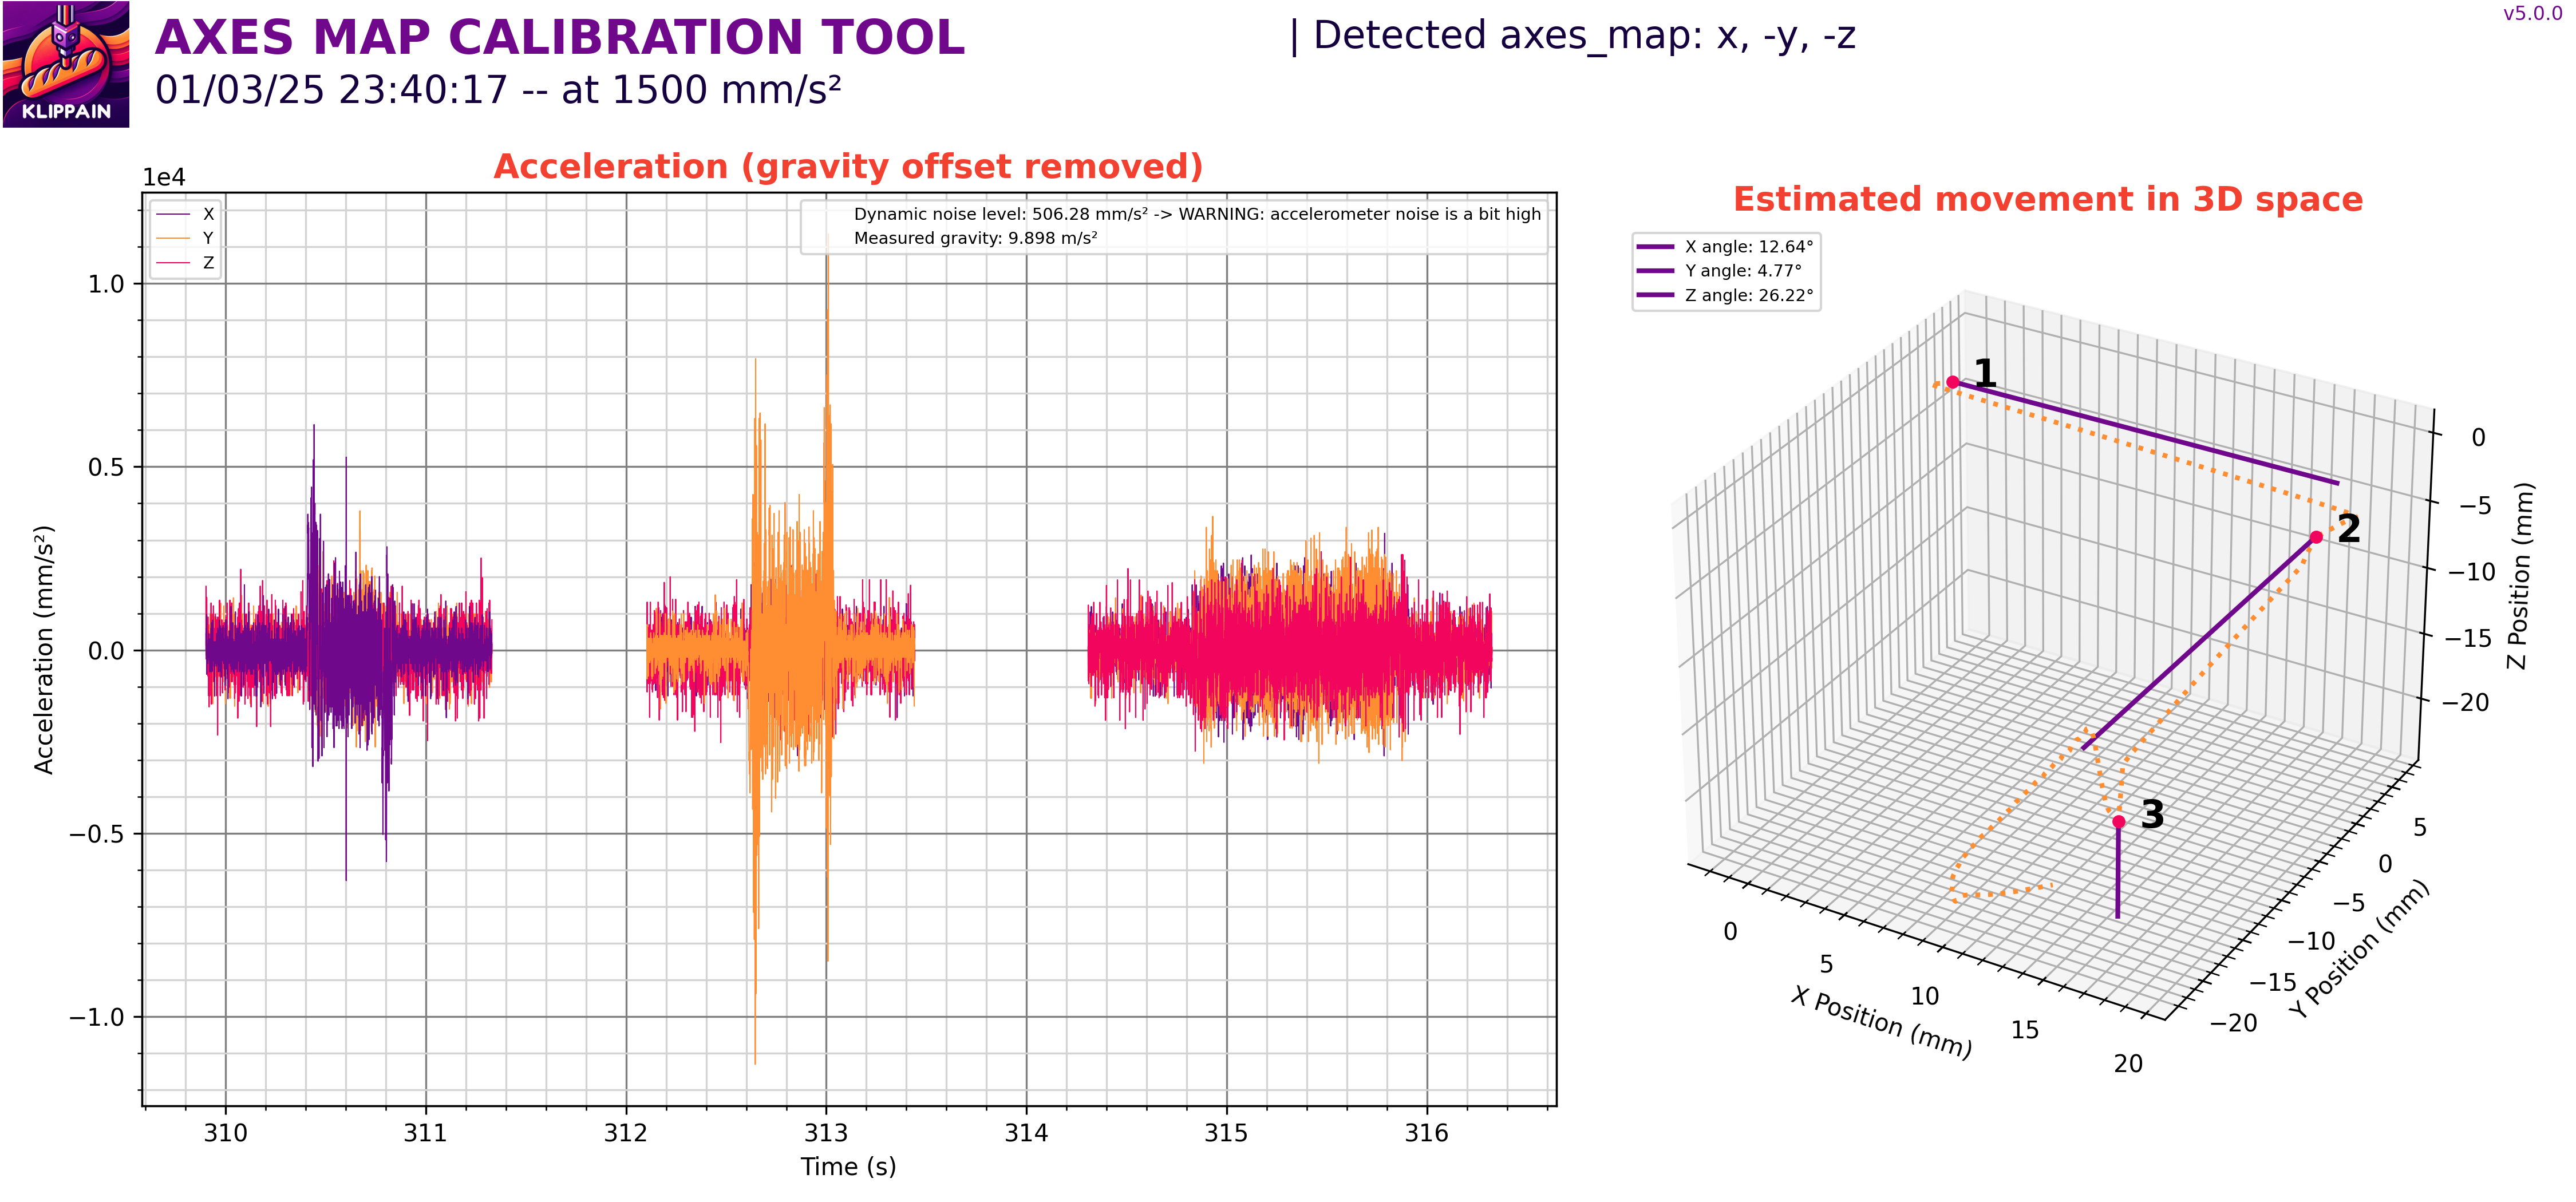 AXES MAP CALIBRATION TOOL
| Detected axes_map: x, -y, -z
v5.0.0
01/03/25 23:40:17 -- at 1500 mm/s²
KLIPPAIN
Acceleration (gravity offset removed)
1e4
X
Y
Z
Dynamic noise level: 506.28 mm/s² -> WARNING: accelerometer noise is a bit high
Measured gravity: 9.898 m/s²
1.0
0.5
0.0
−0.5
−1.0
Acceleration (mm/s²)
310
311
312
313
314
315
316
Time (s)
Estimated movement in 3D space
X angle: 12.64°
Y angle: 4.77°
Z angle: 26.22°
1
2
3
0
−5
−10
−15
−20
Z Position (mm)
5
0
−5
−10
−15
−20
Y Position (mm)
0
5
10
15
20
X Position (mm)